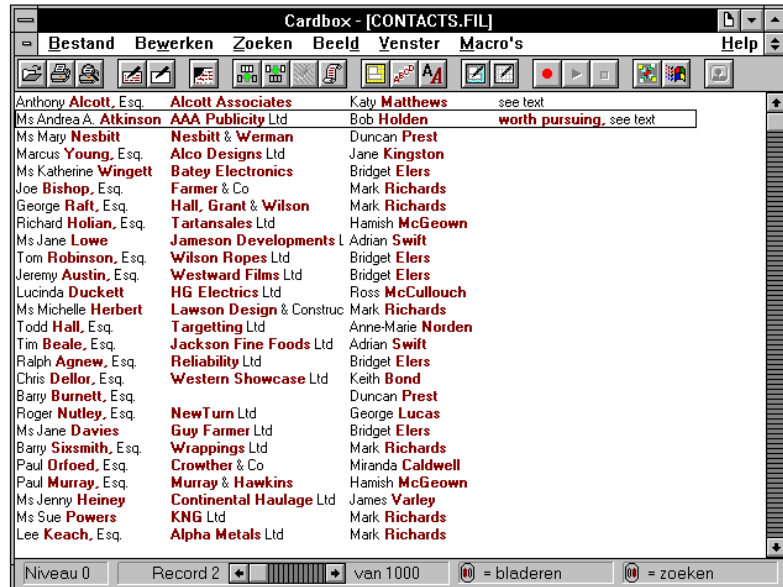 Cardbox - [CONTACTS.FIL]
Bestand Bewerken Zoeken Beeld Venster Macro's Help
Anthony Alcott, Esq. Alcott Associates Katy Matthews see text
Ms Andrea A. Atkinson AAA Publicity Ltd Bob Holden worth pursuing, see text
Ms Mary Nesbitt Nesbitt & Werman Duncan Prest
Marcus Young, Esq. Alco Designs Ltd Jane Kingston
Ms Katherine Wingett Batey Electronics Bridget Elers
Joe Bishop, Esq. Farmer & Co Mark Richards
George Raft, Esq. Hall, Grant & Wilson Mark Richards
Richard Holian, Esq. Tartansales Ltd Hamish McGeown
Ms Jane Lowe Jameson Developments L Adrian Swift
Tom Robinson, Esq. Wilson Ropes Ltd Bridget Elers
Jeremy Austin, Esq. Westward Films Ltd Bridget Elers
Lucinda Duckett HG Electrics Ltd Ross McCullouch
Ms Michelle Herbert Lawson Design & Construc Mark Richards
Todd Hall, Esq. Targetting Ltd Anne-Marie Norden
Tim Beale, Esq. Jackson Fine Foods Ltd Adrian Swift
Ralph Agnew, Esq. Reliability Ltd Bridget Elers
Chris Dellor, Esq. Western Showcase Ltd Keith Bond
Barry Burnett, Esq. Duncan Prest
Roger Nutley, Esq. NewTurn Ltd George Lucas
Ms Jane Davies Guy Farmer Ltd Bridget Elers
Barry Sixsmith, Esq. Wrappings Ltd Mark Richards
Paul Orfoed, Esq. Crowther & Co Miranda Caldwell
Paul Murray, Esq. Murray & Hawkins Hamish McGeown
Ms Jenny Heiney Continental Haulage Ltd James Varley
Ms Sue Powers KNG Ltd Mark Richards
Lee Keach, Esq. Alpha Metals Ltd Mark Richards
Niveau 0 Record 2 van 1000 = bladeren = zoeken